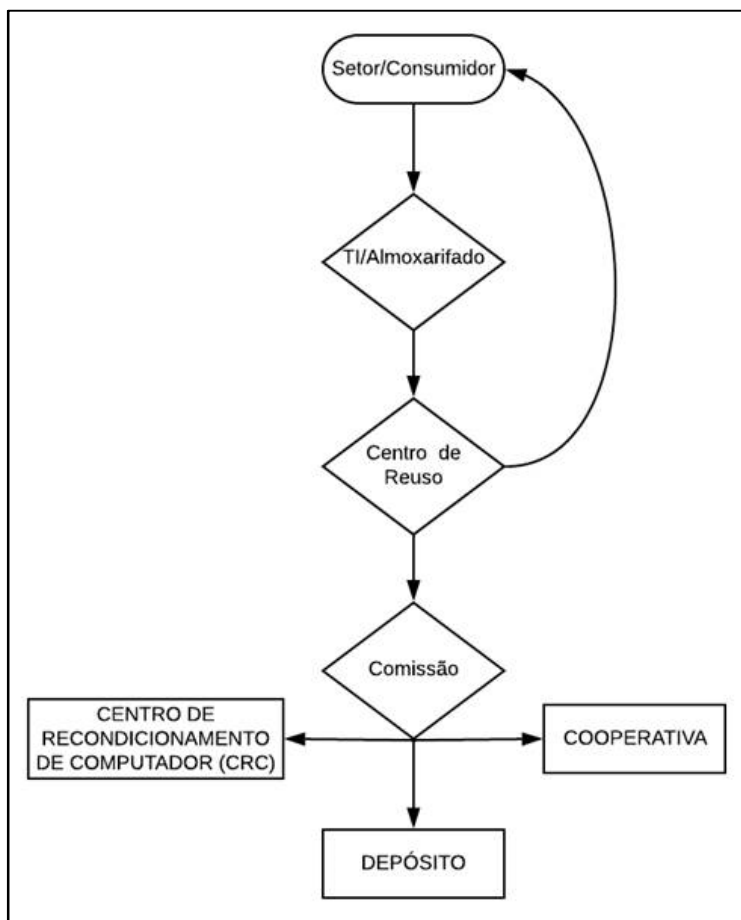 Setor/Consumidor
TI/Almoxarifado
Centro de
Reuso
Comissão
CENTRO DE
RECONDICIONAMENTO
DE COMPUTADOR (CRC)
COOPERATIVA
DEPÓSITO